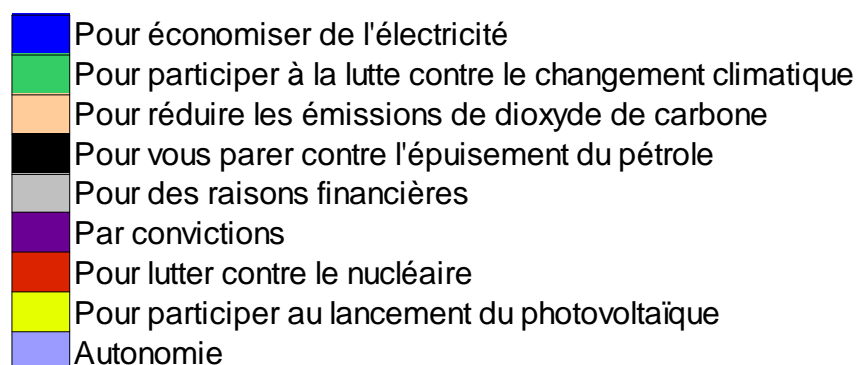 Pour économiser de l'électricité
Pour participer à la lutte contre le changement climatique
Pour réduire les émissions de dioxyde de carbone
Pour vous parer contre l'épuisement du pétrole
Pour des raisons financières
Par convictions
Pour lutter contre le nucléaire
Pour participer au lancement du photovoltaïque
Autonomie